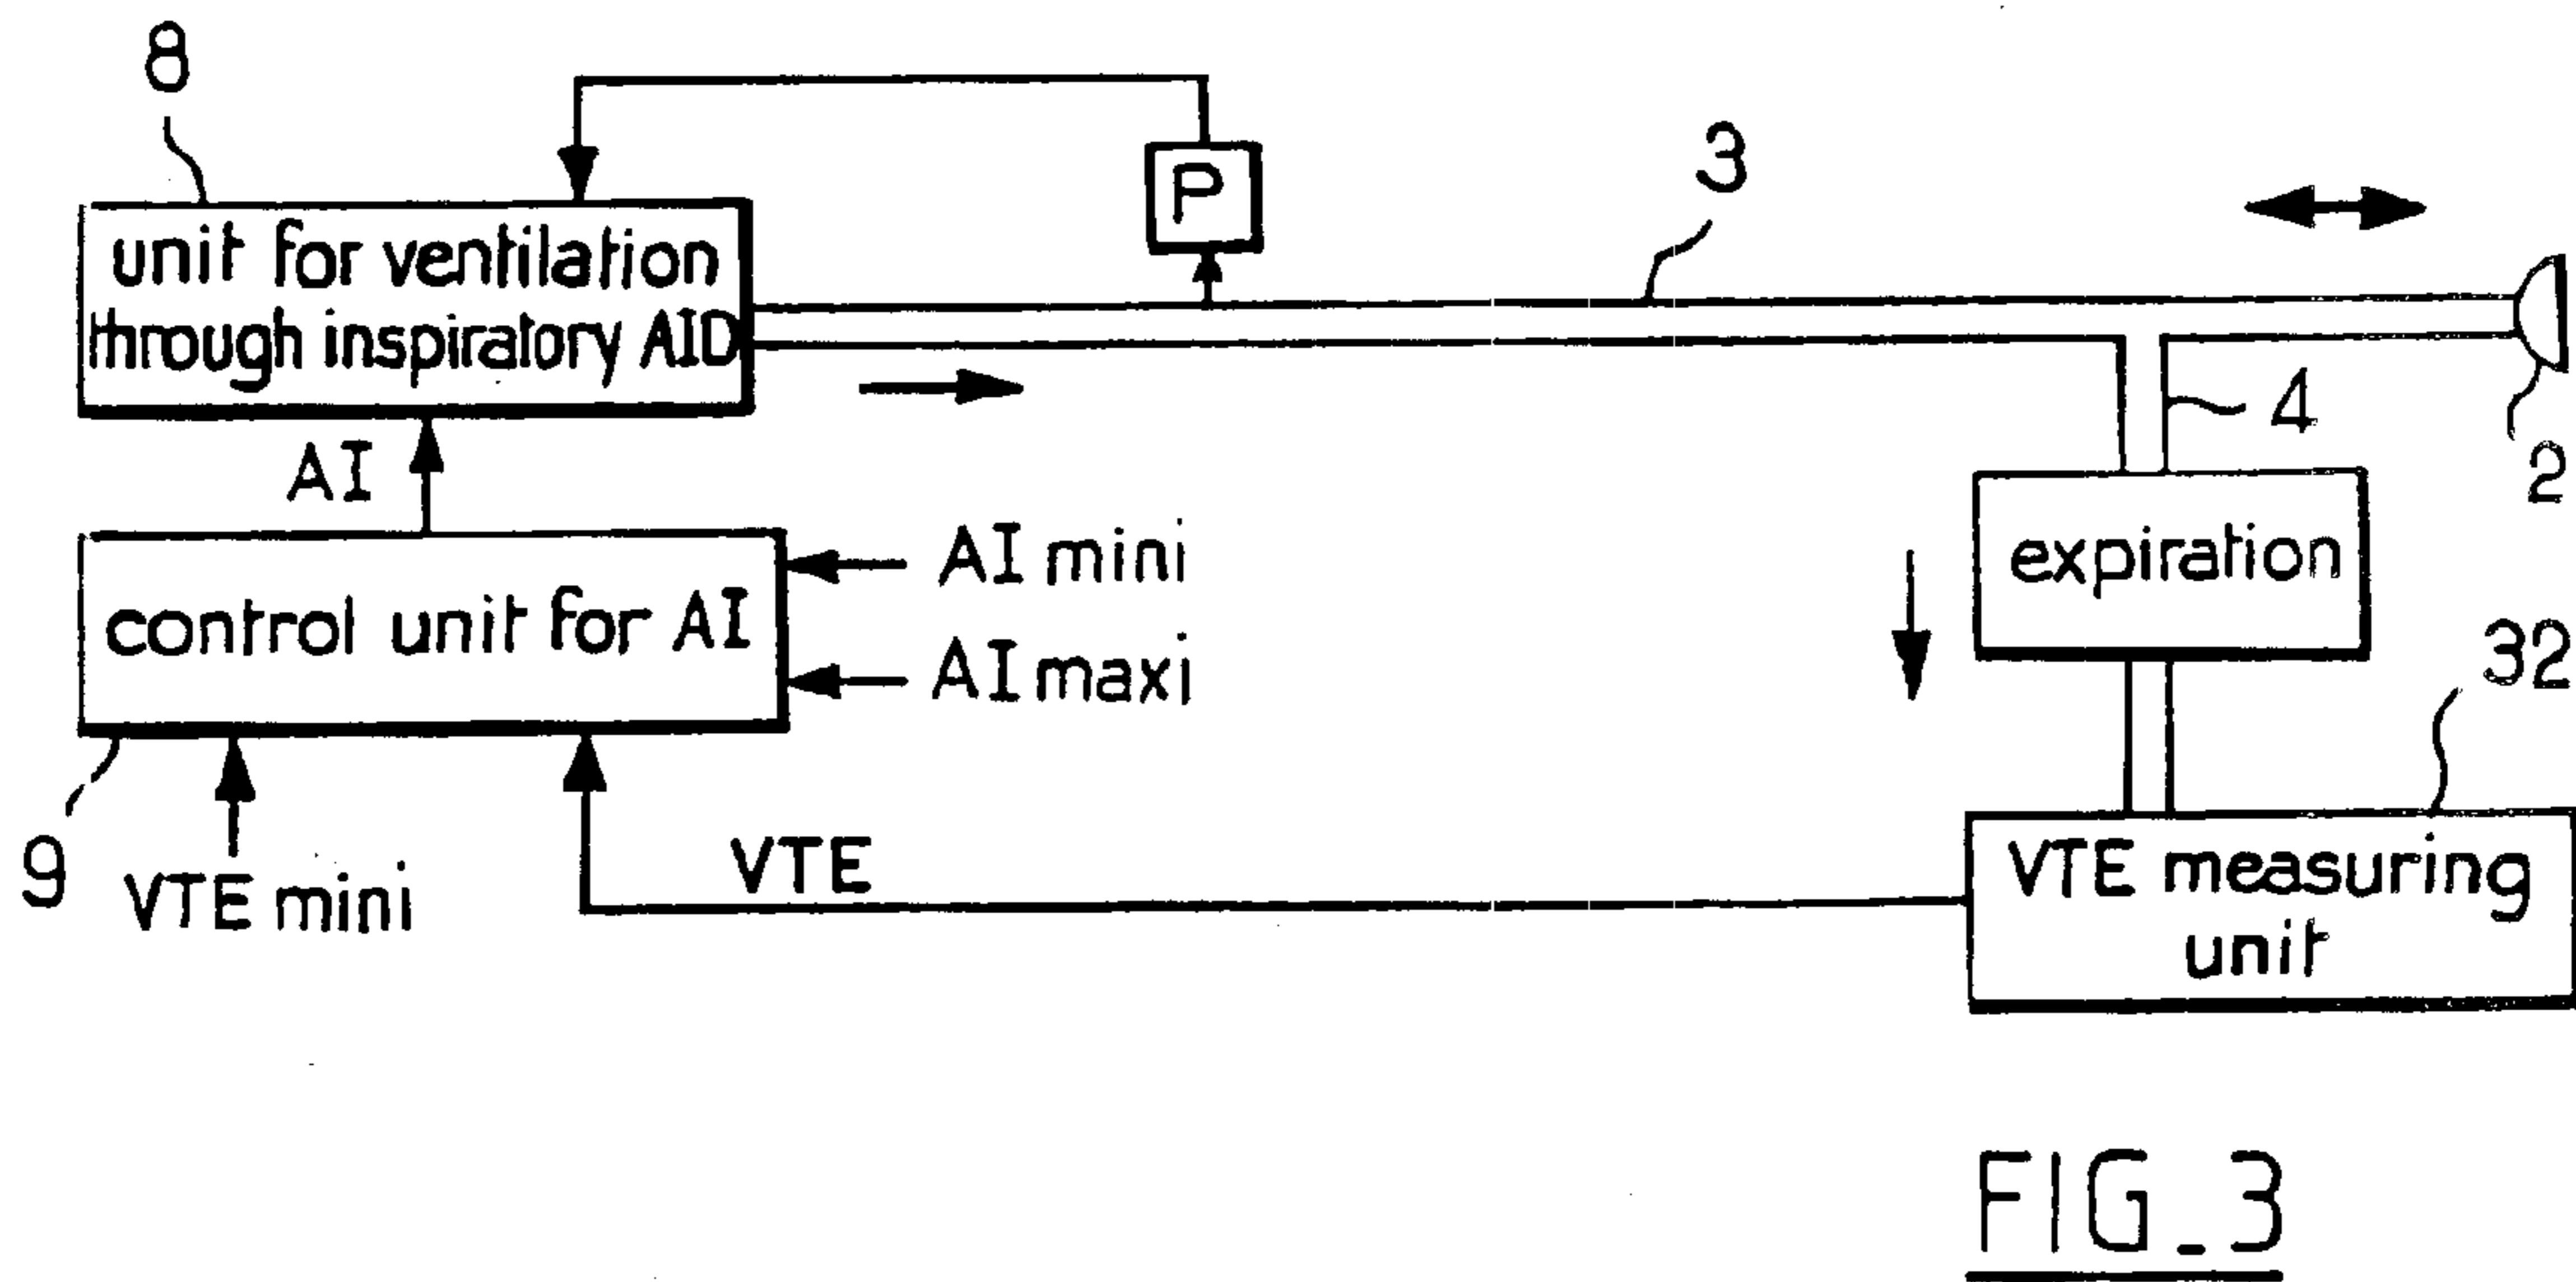 8
P
3
unit for ventilation
through inspiratory AID
4
2
AI
AI mini
expiration
control unit for AI
AI maxi
32
9
VTE mini
VTE
VTE measuring
unit
FIG_3